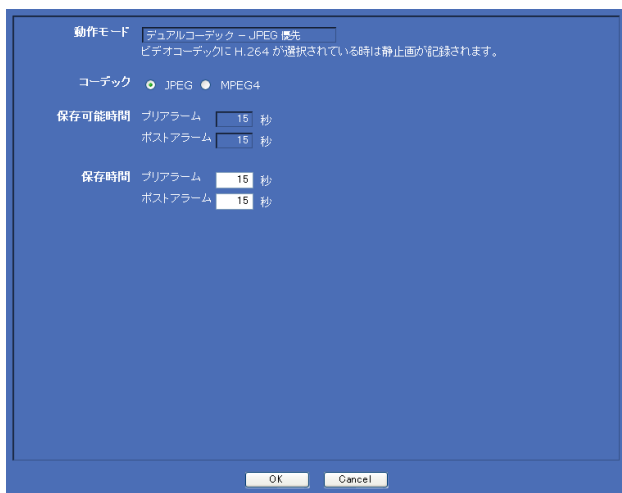 動作モード デュアルコーデック − JPEG 優先
ビデオコーデックに H.264 が選択されている時は静止画が記録されます。
コーデック JPEG MPEG4
保存可能時間 プリアラーム 15 秒
ポストアラーム 15 秒
保存時間 プリアラーム 15 秒
ポストアラーム 15 秒
OK Cancel